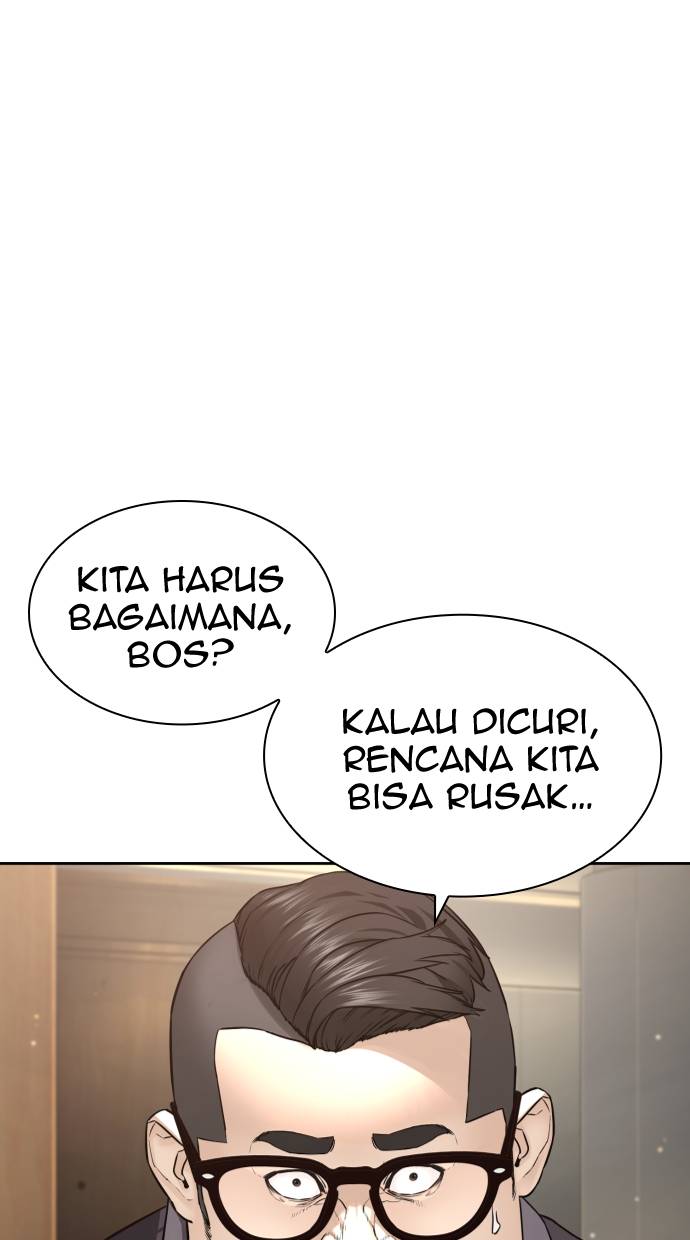 KITA HARUS
BAGAIMANA,
BOS?
KALAU DICURI,
RENCANA KITA
BISA RUSAK...